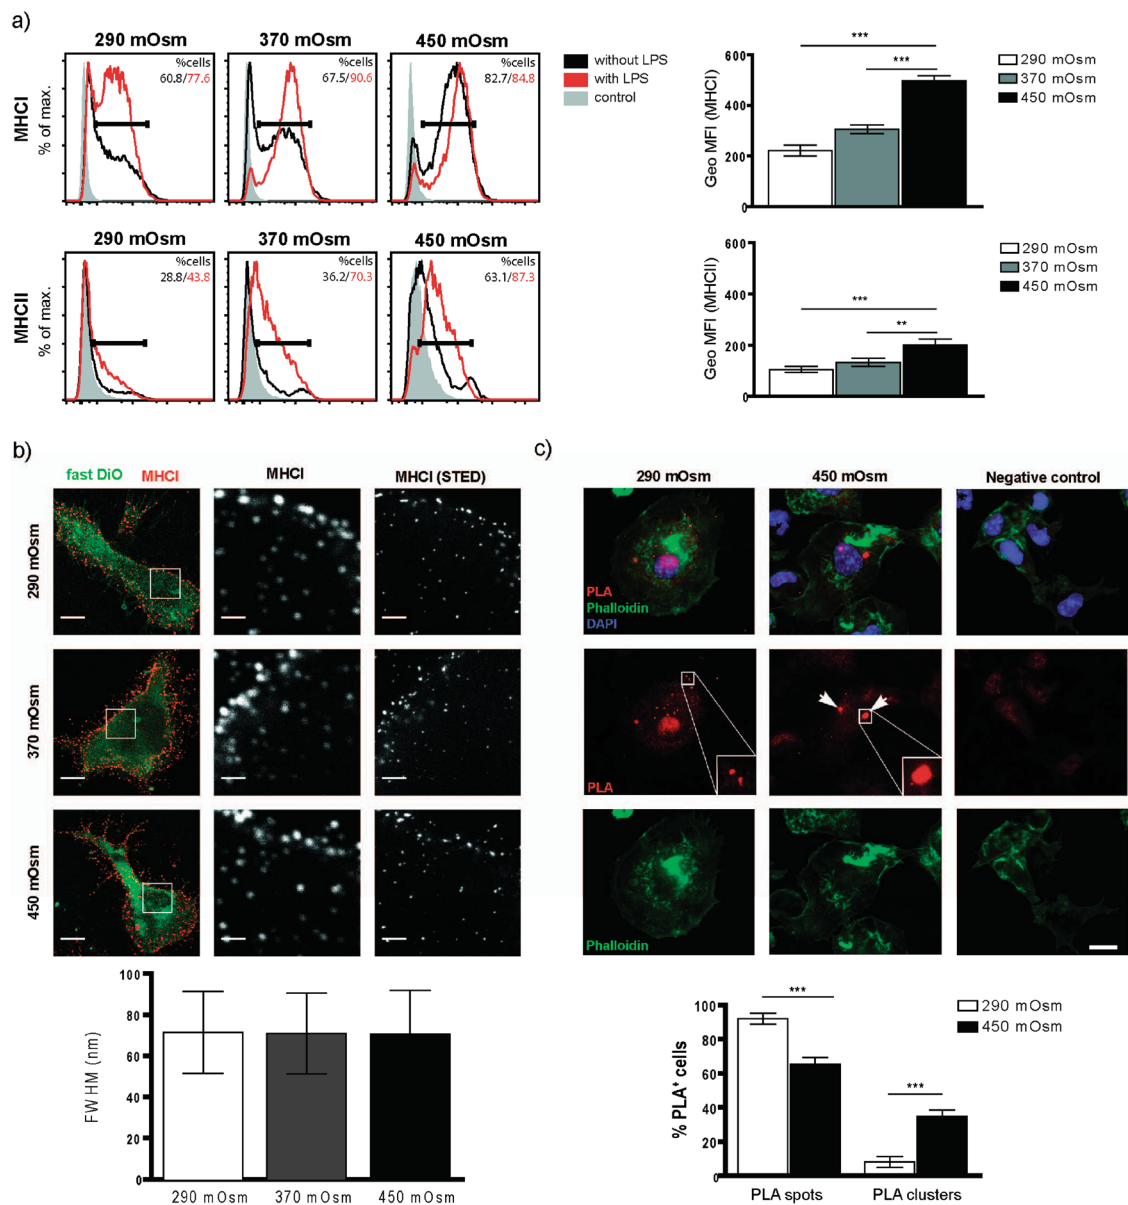 a)
290 mOsm
370 mOsm
450 mOsm
MHCI
% of max.
%cells
60.8/77.6
%cells
67.5/90.6
%cells
82.7/84.8
without LPS
with LPS
control
Geo MFI (MHCI)
600
400
200
0
***
***
290 mOsm
370 mOsm
450 mOsm
290 mOsm
370 mOsm
450 mOsm
MHCII
% of max.
%cells
28.8/43.8
%cells
36.2/70.3
%cells
63.1/87.3
Geo MFI (MHCII)
600
400
200
0
***
**
290 mOsm
370 mOsm
450 mOsm
b)
fast DiO MHCI
MHCI
MHCI (STED)
290 mOsm
370 mOsm
450 mOsm
FWHM (nm)
100
80
60
40
20
0
290 mOsm
370 mOsm
450 mOsm
c)
290 mOsm
450 mOsm
Negative control
PLA
Phalloidin
DAPI
PLA
Phalloidin
% PLA⁺ cells
100
80
60
40
20
0
***
***
290 mOsm
450 mOsm
PLA spots
PLA clusters